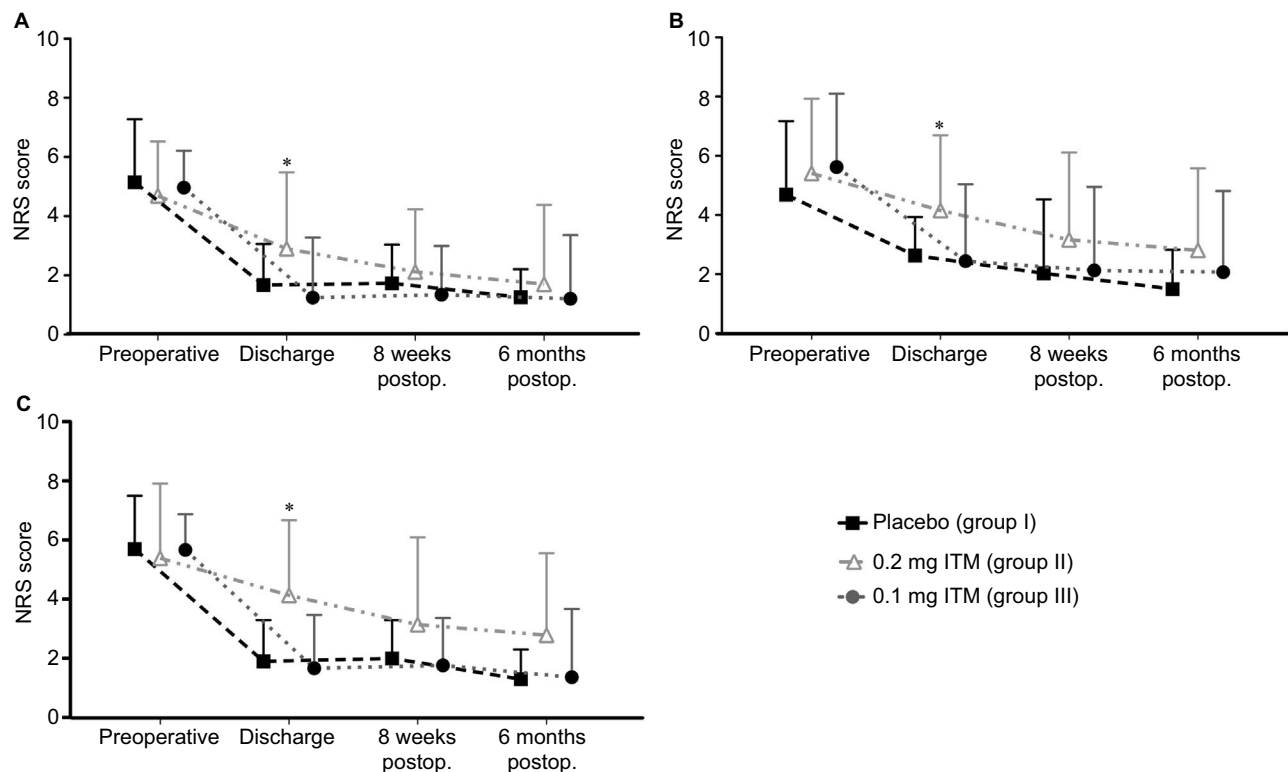 A
10
8
6
4
2
0
NRS score
*
Preoperative
Discharge
8 weeks
postop.
6 months
postop.
B
10
8
6
4
2
0
NRS score
*
Preoperative
Discharge
8 weeks
postop.
6 months
postop.
C
10
8
6
4
2
0
NRS score
*
Preoperative
Discharge
8 weeks
postop.
6 months
postop.
Placebo (group I)
0.2 mg ITM (group II)
0.1 mg ITM (group III)